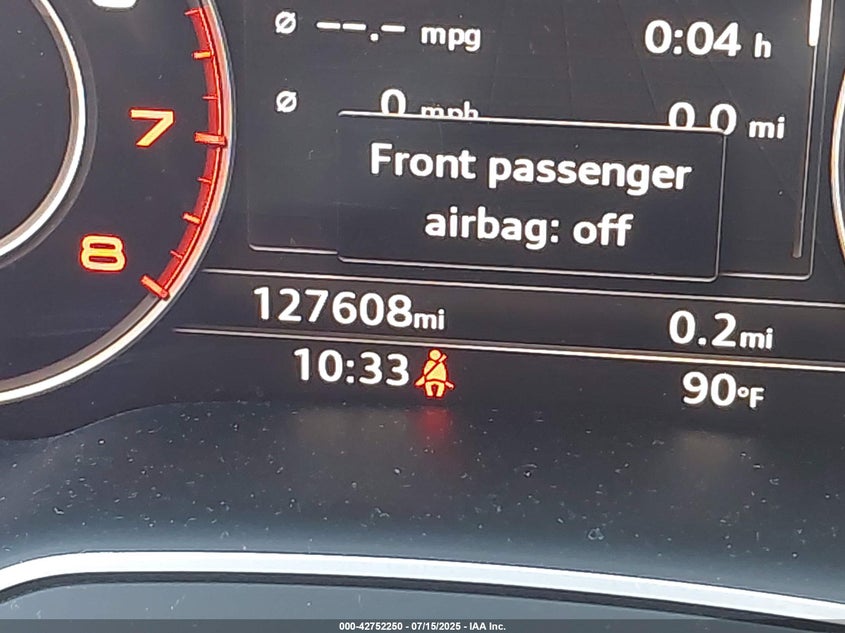 Ø --.- mpg 0:04 h
Ø 0 mph 0.0 mi
7
Front passenger
airbag: off
8
127608mi 0.2mi
10:33 90°F
000-42752250 - 07/15/2025 - IAA Inc.